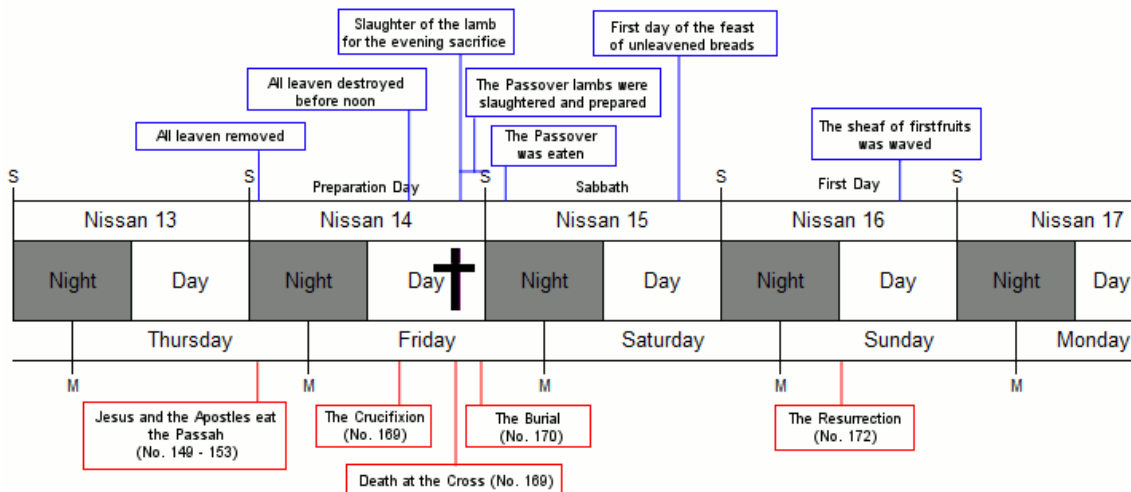 Slaughter of the lamb
for the evening sacrifice
First day of the feast
of unleavened breads
All leaven destroyed
before noon
The Passover lambs were
slaughtered and prepared
All leaven removed
The Passover
was eaten
The sheaf of firstfruits
was waved
S
S
S
S
S
Preparation Day
Sabbath
First Day
Nissan 13
Nissan 14
Nissan 15
Nissan 16
Nissan 17
Night
Day
Night
Day
Night
Day
Night
Day
Night
Day
Thursday
Friday
Saturday
Sunday
Monday
M
M
M
M
M
Jesus and the Apostles eat
the Passah
(No. 149 - 153)
The Crucifixion
(No. 169)
The Burial
(No. 170)
The Resurrection
(No. 172)
Death at the Cross (No. 169)